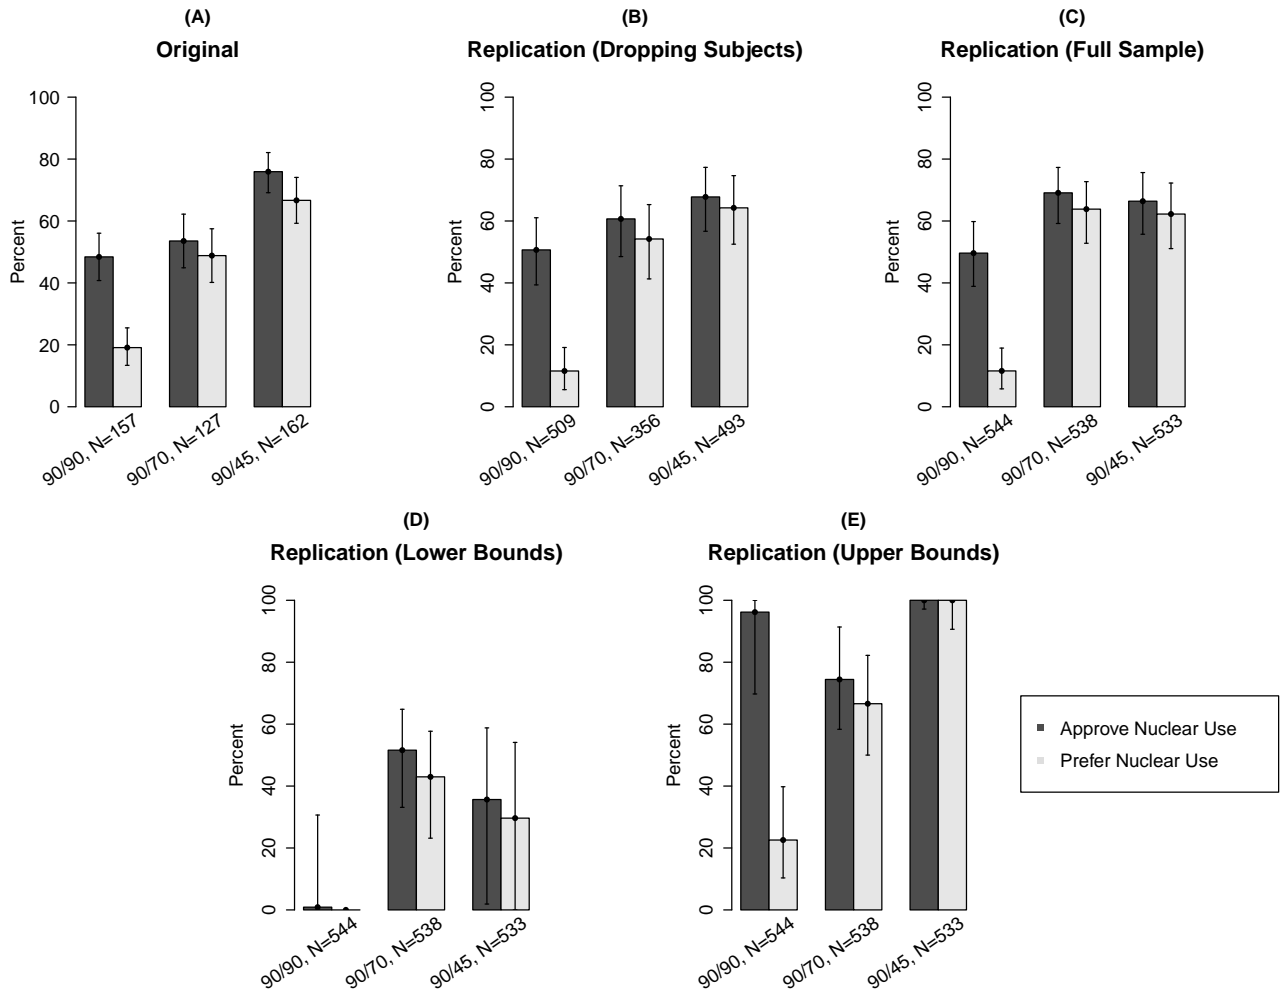 (A)
Original
Percent
100
80
60
40
20
0
90/90, N=157
90/70, N=127
90/45, N=162
(B)
Replication (Dropping Subjects)
Percent
100
80
60
40
20
0
90/90, N=509
90/70, N=356
90/45, N=493
(C)
Replication (Full Sample)
Percent
100
80
60
40
20
0
90/90, N=544
90/70, N=538
90/45, N=533
(D)
Replication (Lower Bounds)
Percent
100
80
60
40
20
0
90/90, N=544
90/70, N=538
90/45, N=533
(E)
Replication (Upper Bounds)
Percent
100
80
60
40
20
0
90/90, N=544
90/70, N=538
90/45, N=533
Approve Nuclear Use
Prefer Nuclear Use